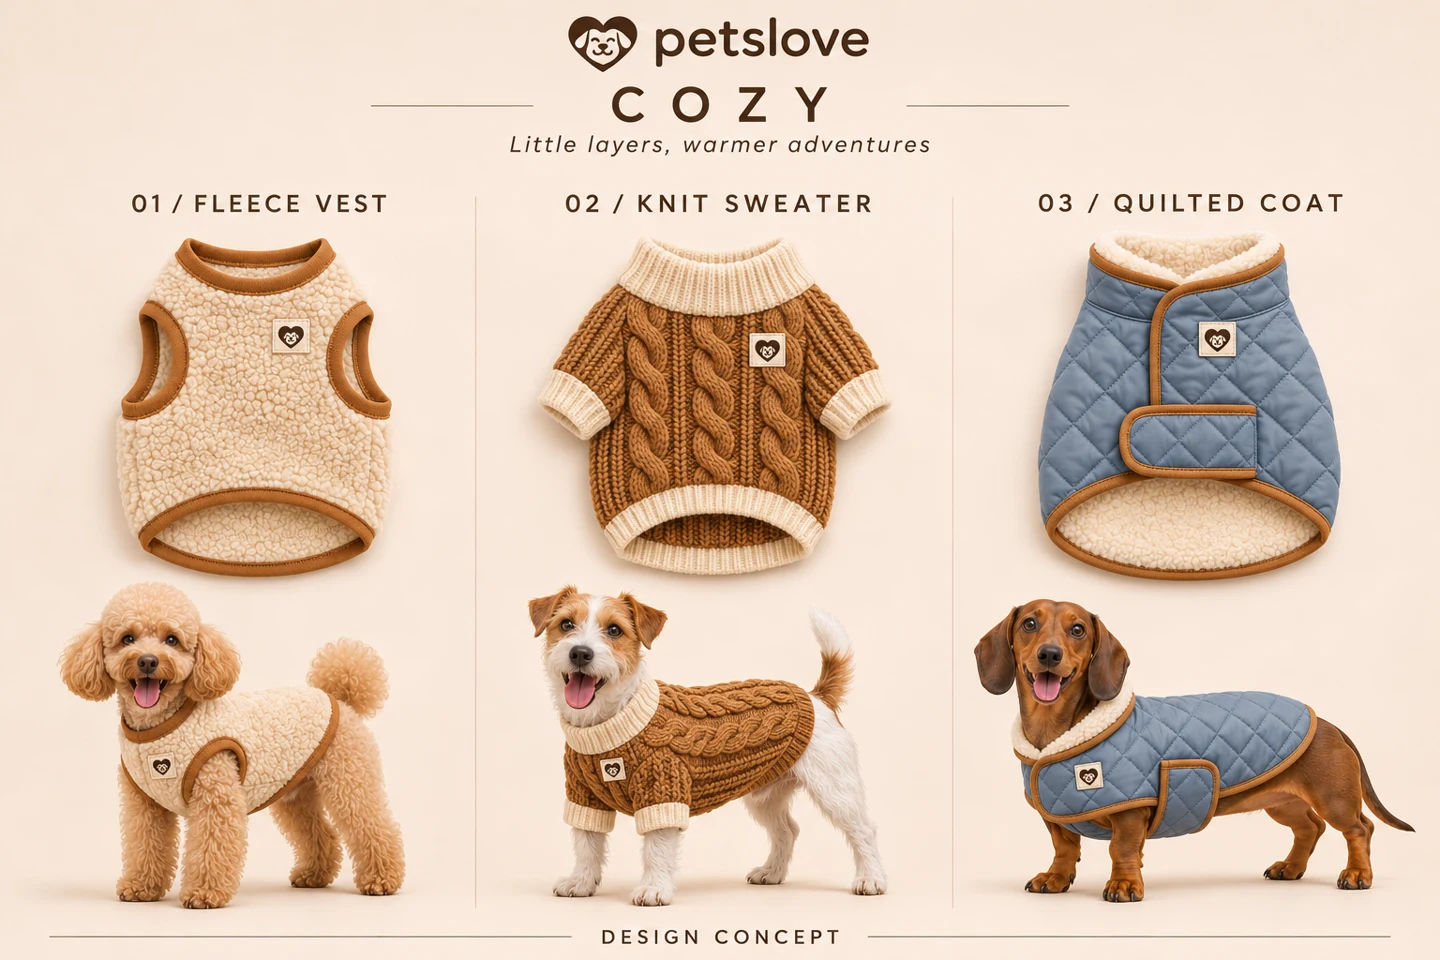 petslove
COZY
Little layers, warmer adventures
01 / FLEECE VEST
02 / KNIT SWEATER
03 / QUILTED COAT
DESIGN CONCEPT